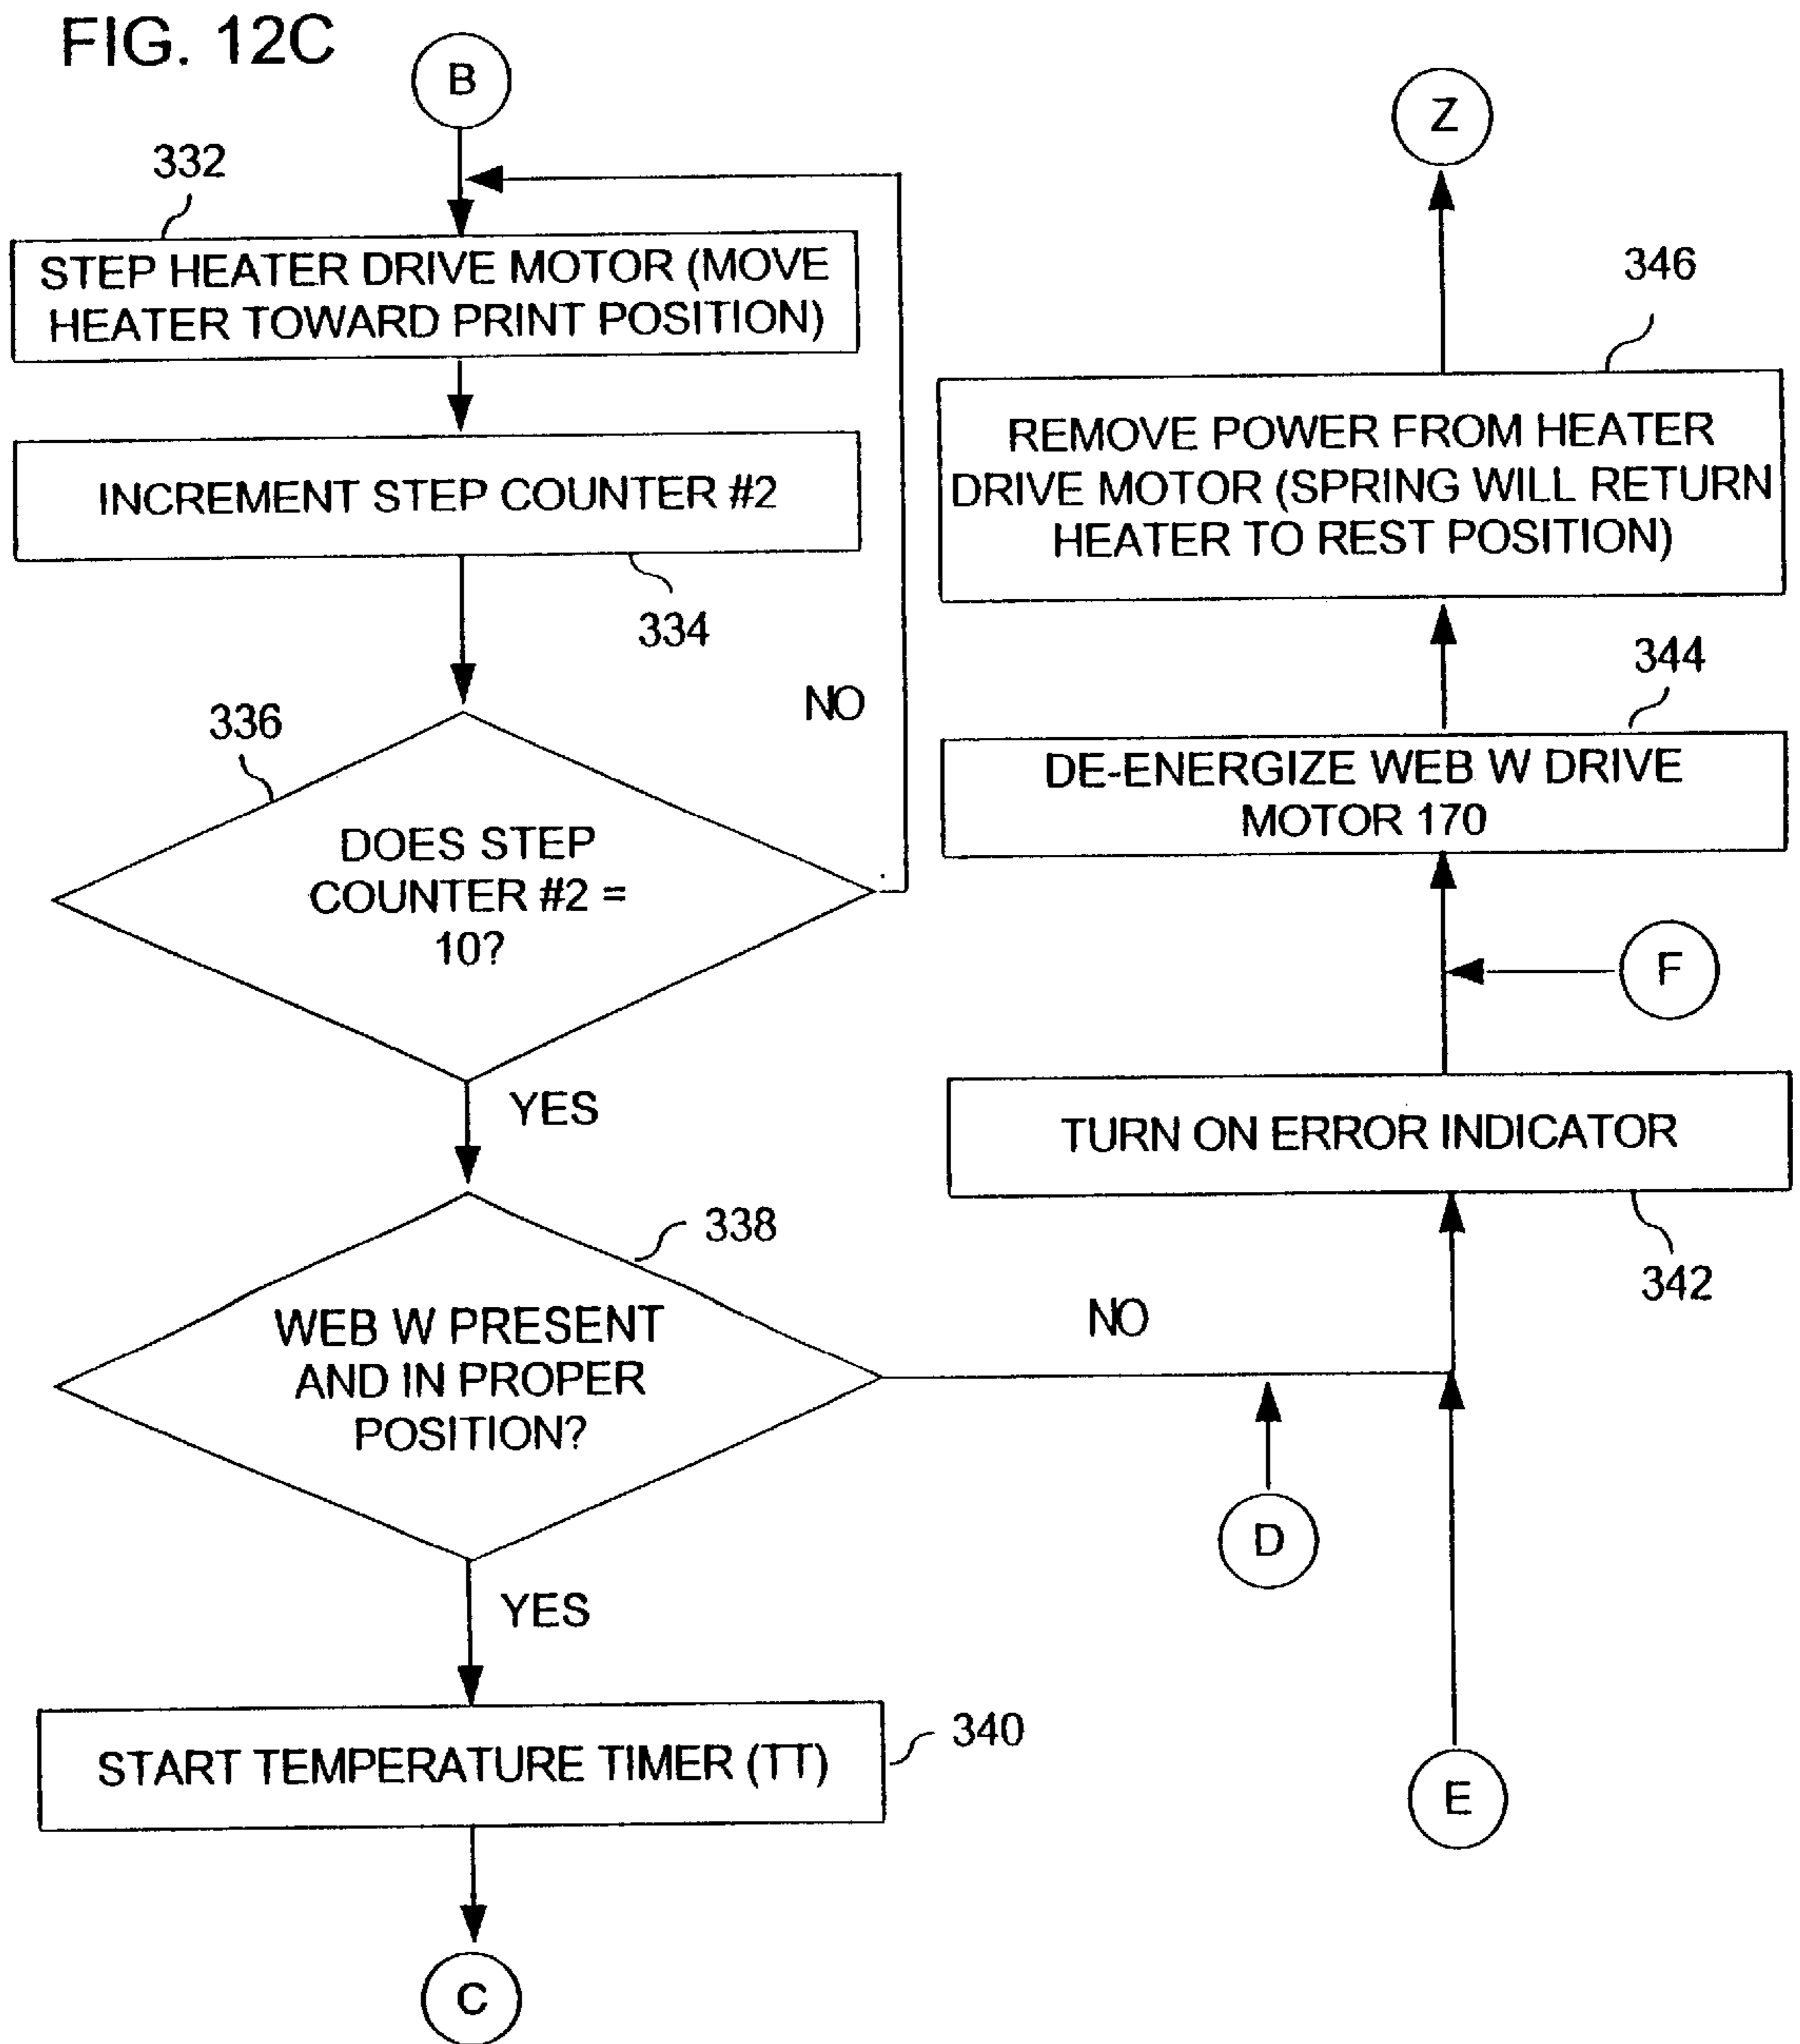 FIG. 12C
B
332
STEP HEATER DRIVE MOTOR (MOVE
HEATER TOWARD PRINT POSITION)
INCREMENT STEP COUNTER #2
334
NO
336
DOES STEP
COUNTER #2 =
10?
YES
338
WEB W PRESENT
AND IN PROPER
POSITION?
NO
YES
START TEMPERATURE TIMER (TT)
340
C
Z
346
REMOVE POWER FROM HEATER
DRIVE MOTOR (SPRING WILL RETURN
HEATER TO REST POSITION)
344
DE-ENERGIZE WEB W DRIVE
MOTOR 170
F
TURN ON ERROR INDICATOR
342
D
E